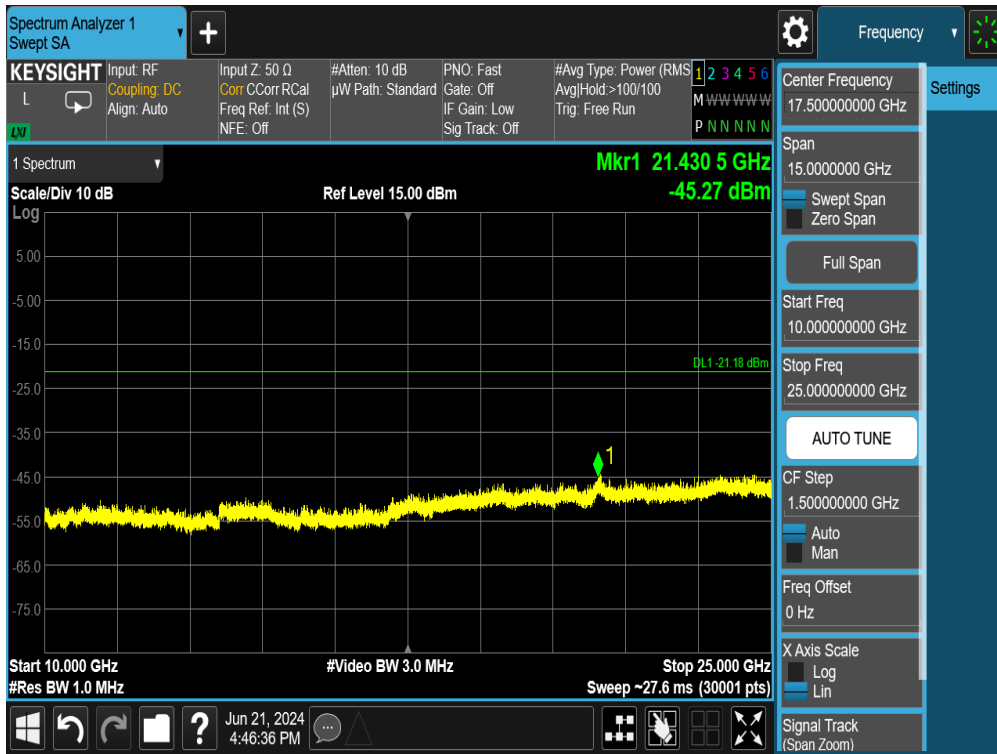 Spectrum Analyzer 1
Swept SA
+
Frequency
KEYSIGHT
L
LXI
Input: RF
Coupling: DC
Align: Auto
Input Z: 50 Ω
Corr CCorr RCal
Freq Ref: Int (S)
NFE: Off
#Atten: 10 dB
µW Path: Standard
PNO: Fast
Gate: Off
IF Gain: Low
Sig Track: Off
#Avg Type: Power (RMS
Avg|Hold:>100/100
Trig: Free Run
1 2 3 4 5 6
M W W W W W W
P N N N N N
1 Spectrum
Mkr1 21.430 5 GHz
-45.27 dBm
Scale/Div 10 dB
Ref Level 15.00 dBm
Log
5.00
-5.00
-15.0
DL1 -21.18 dBm
-25.0
-35.0
1
-45.0
-55.0
-65.0
-75.0
Start 10.000 GHz
#Video BW 3.0 MHz
Stop 25.000 GHz
#Res BW 1.0 MHz
Sweep ~27.6 ms (30001 pts)
Center Frequency
17.500000000 GHz
Settings
Span
15.0000000 GHz
Swept Span
Zero Span
Full Span
Start Freq
10.000000000 GHz
Stop Freq
25.000000000 GHz
AUTO TUNE
CF Step
1.500000000 GHz
Auto
Man
Freq Offset
0 Hz
X Axis Scale
Log
Lin
Signal Track
(Span Zoom)
?
Jun 21, 2024
4:46:36 PM